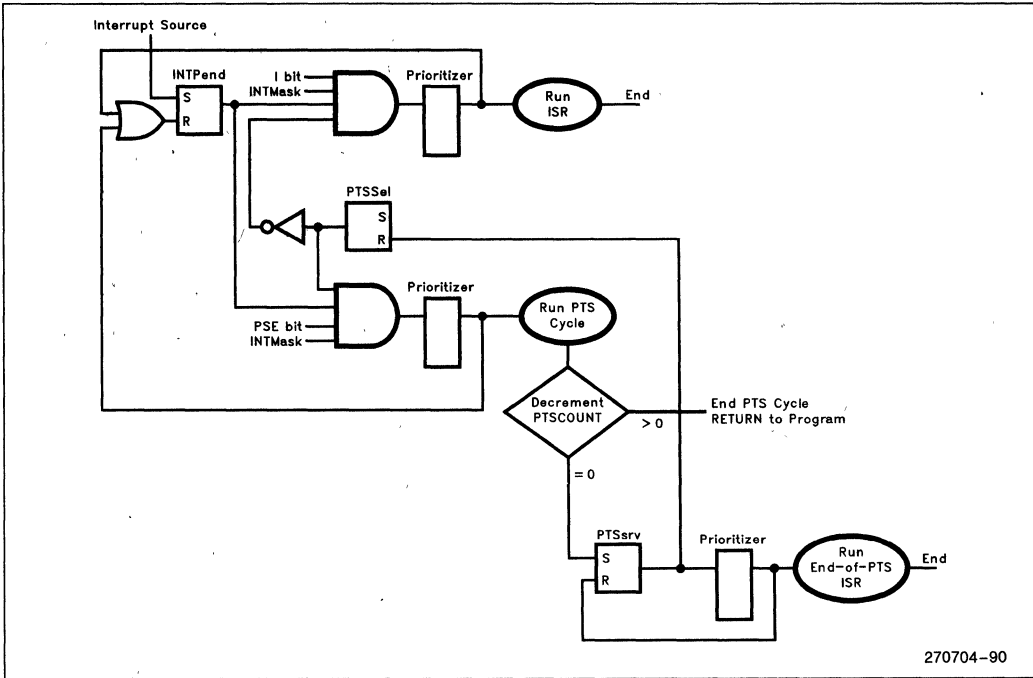 Interrupt Source
INTPend
S
R
I bit
INTMask
Prioritizer
Run
ISR
End
PTSSel
S
R
PSE bit
INTMask
Prioritizer
Run PTS
Cycle
Decrement
PTSCOUNT
> 0
End PTS Cycle
RETURN to Program
= 0
PTSsrv
S
R
Prioritizer
Run
End-of-PTS
ISR
End
270704-90